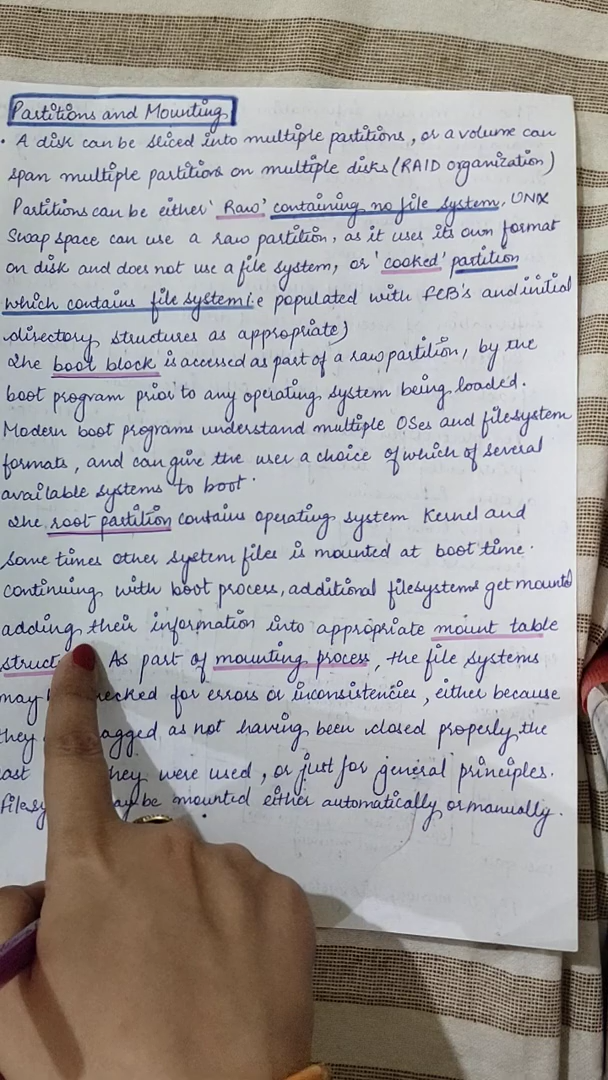 Partitions and Mounting
• A disk can be sliced into multiple partitions, or a volume can
span multiple partitions on multiple disks (RAID organization)
Partitions can be either 'Raw' containing no file system, UNIX
Swap space can use a raw partition, as it uses its own format
on disk and does not use a file system, or 'cooked' partition
which contains file system (i.e populated with FCB's and initial
directory structures as appropriate)
The boot block is accessed as part of a raw partition, by the
boot program prior to any operating system being loaded.
Modern boot programs understand multiple OSes and filesystem
formats, and can give the user a choice of which of several
available systems to boot.
The root partition contains operating system Kernel and
some times other system files is mounted at boot time.
continuing with boot process, additional filesystems get mounted
adding their information into appropriate mount table
struct As part of mounting process, the file systems
may checked for errors or inconsistencies, either because
they agged as not having been closed properly the
ast they were used, or just for general principles.
filesy ay be mounted either automatically or manually.